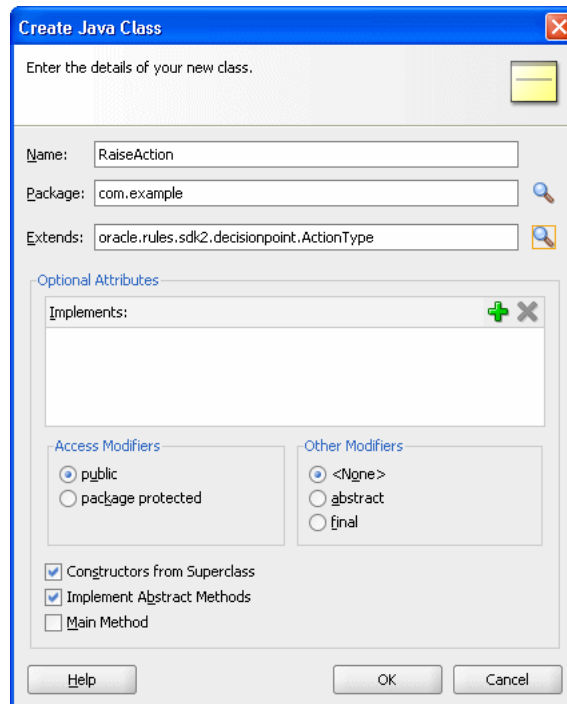 Create Java Class
Enter the details of your new class.
Name: RaiseAction
Package: com.example
Extends: oracle.rules.sdk2.decisionpoint.ActionType
Optional Attributes
Implements:
Access Modifiers
public
package protected
Other Modifiers
<None>
abstract
final
Constructors from Superclass
Implement Abstract Methods
Main Method
Help OK Cancel